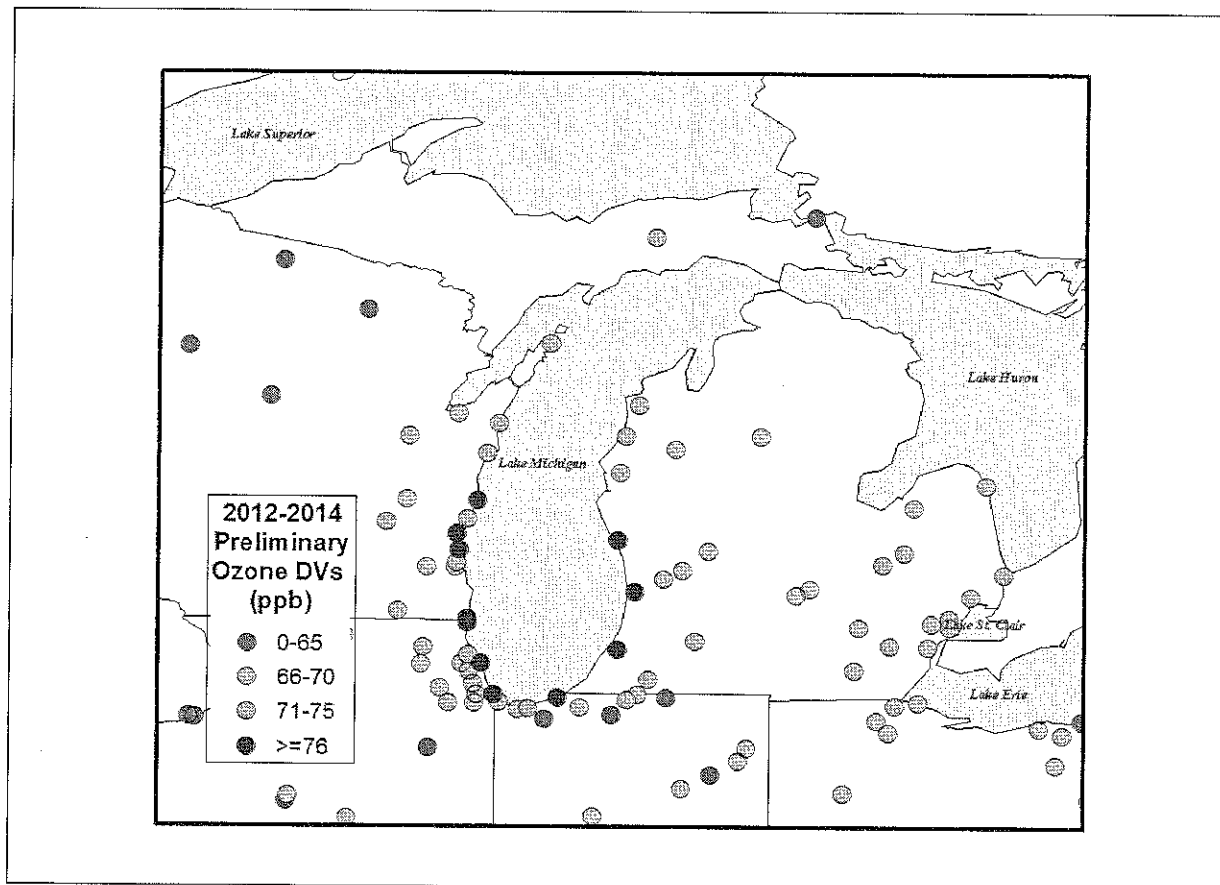 Lake Superior
Lake Huron
Lake Michigan
2012-2014
Preliminary
Ozone DVs
(ppb)
0-65
66-70
71-75
>=76
Lake St. Clair
Lake Erie